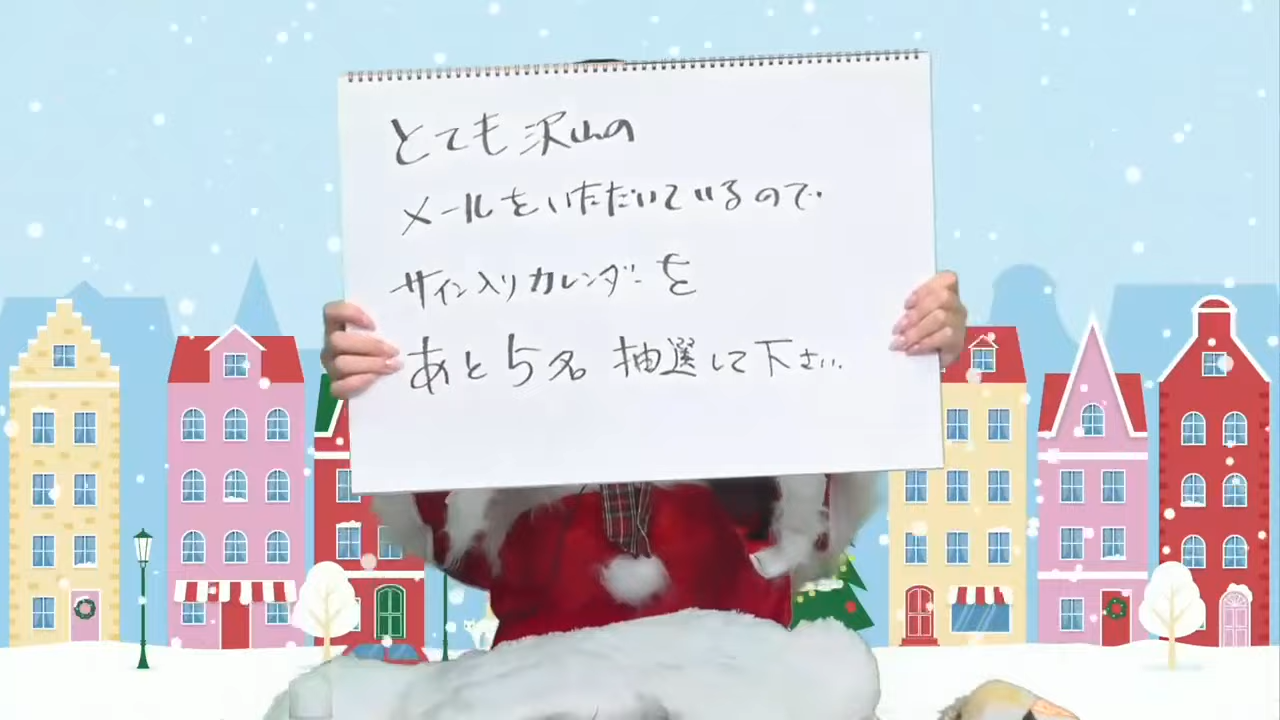 とても沢山の
メールをいただいているので、
サイン入りカレンダーを
あと5名 抽選して下さい.